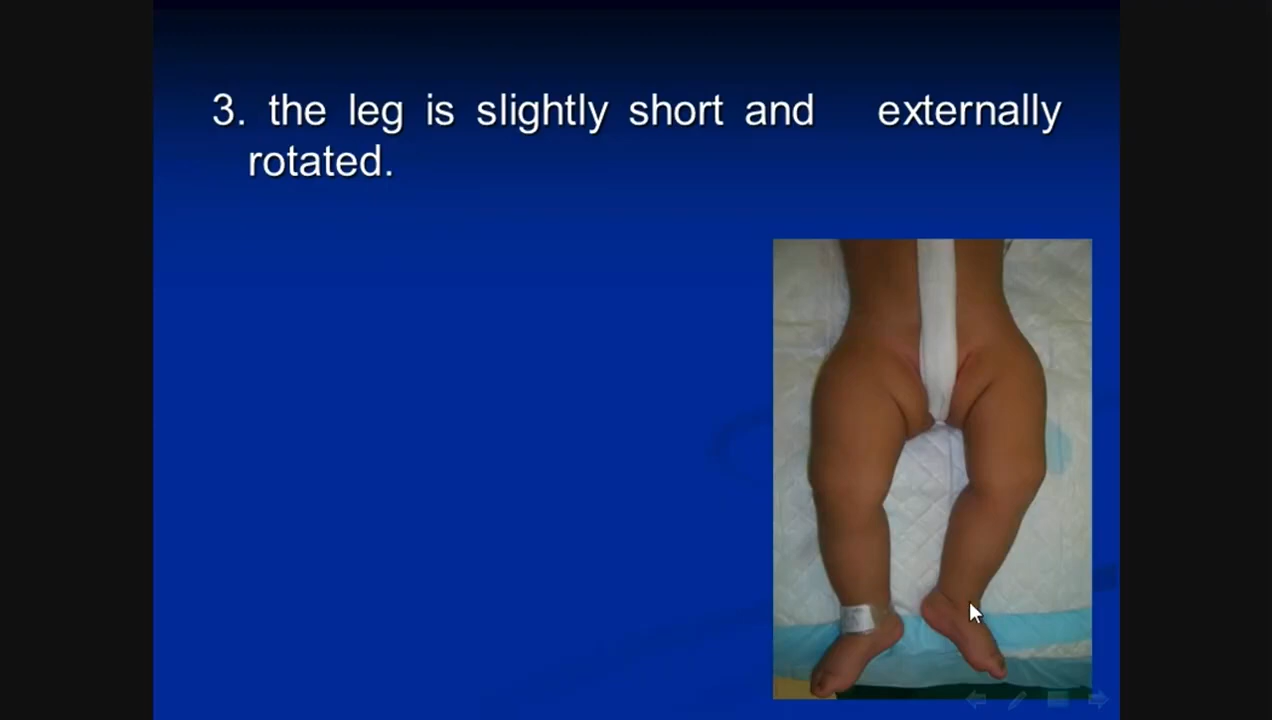 3. the leg is slightly short and externally
rotated.